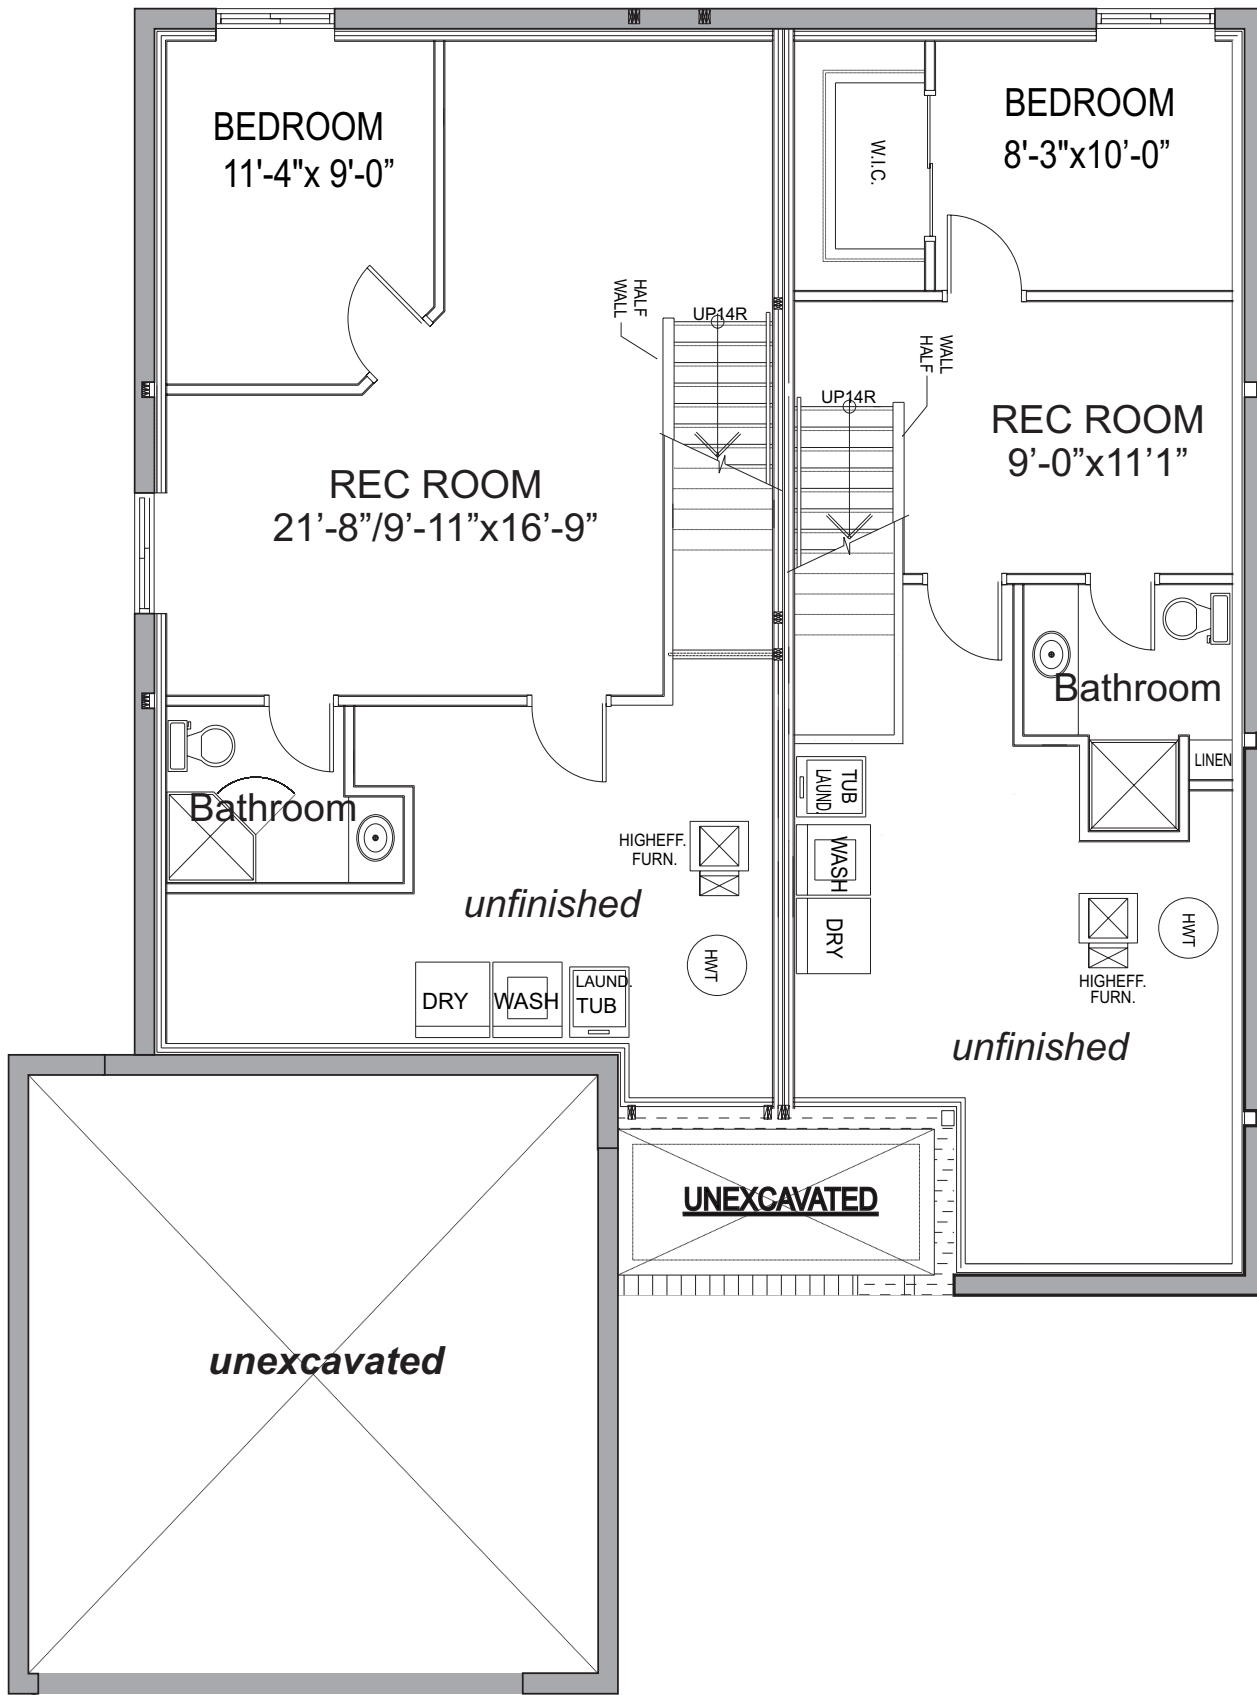 BEDROOM
11'-4"x 9'-0”
BEDROOM
8'-3"x10’-0”
W.I.C.
HALF
WALL
UP14R
WALL
HALF
UP14R
REC ROOM
9’-0”x11’1”
REC ROOM
21’-8”/9’-11”x16’-9”
Bathroom
LINEN
Bathroom
TUB
LAUND.
WASH
DRY
HIGHEFF.
FURN.
unfinished
HWT
HWT
HIGHEFF.
FURN.
DRY
WASH
LAUND.
TUB
unfinished
UNEXCAVATED
unexcavated